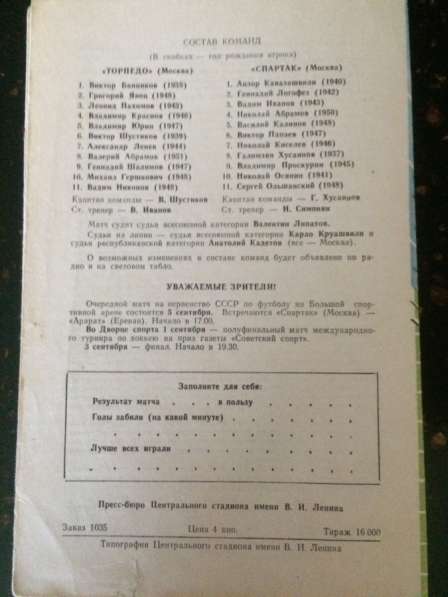 СОСТАВ КОМАНД
(В скобках — год рождения игрока)
«ТОРПЕДО» (Москва) «СПАРТАК» (Москва)
1. Виктор Банников (1938) 1. Анзор Кавазашвили (1940)
2. Григорий Янец (1948) 2. Геннадий Логофет (1942)
3. Леонид Пахомов (1943) 3. Вадим Иванов (1943)
4. Владимир Краснов (1946) 4. Николай Абрамов (1950)
5. Владимир Юрин (1947) 5. Василий Калинов (1948)
6. Виктор Шустиков (1939) 6. Виктор Папаев (1947)
7. Александр Ленев (1944) 7. Николай Киселев (1946)
8. Валерий Абрамов (1951) 8. Галимзян Хусаинов (1937)
9. Геннадий Шалимов (1947) 9. Владимир Проскурин (1945)
10. Михаил Гершкович (1948) 10. Николай Осянин (1941)
11. Вадим Никонов (1948) 11. Сергей Ольшанский (1948)
Капитан команды — В. Шустиков Капитан команды — Г. Хусаинов
Ст. тренер — В. Иванов Ст. тренер — Н. Симонян
Матч судят судья всесоюзной категории Валентин Липатов.
Судьи на линии — судья всесоюзной категории Карло Круашвили и
судья республиканской категории Анатолий Кадетов (все — Москва).
О возможных изменениях в составе команд будет объявлено по ра-
дио и на световом табло.
УВАЖАЕМЫЕ ЗРИТЕЛИ!
Очередной матч на первенство СССР по футболу на Большой спор-
тивной арене состоится 5 сентября. Встречаются «Спартак» (Москва) —
«Арарат» (Ереван). Начало в 17.00.
Во Дворце спорта 1 сентября — полуфинальный матч международно-
го турнира по хоккею на приз газеты «Советский спорт».
3 сентября — финал. Начало в 19.30.
Заполните для себя:
Результат матча . . . в пользу . . . . . .
Голы забили (на какой минуте) . . . . . . .
. . . . . . . . . . . .
Лучше всех играли . . . . . . . . .
. . . . . . . . . . . . .
Пресс-бюро Центрального стадиона имени В. И. Ленина
Заказ 1035 Цена 4 коп. Тираж 16 000
Типография Центрального стадиона имени В. И. Ленина